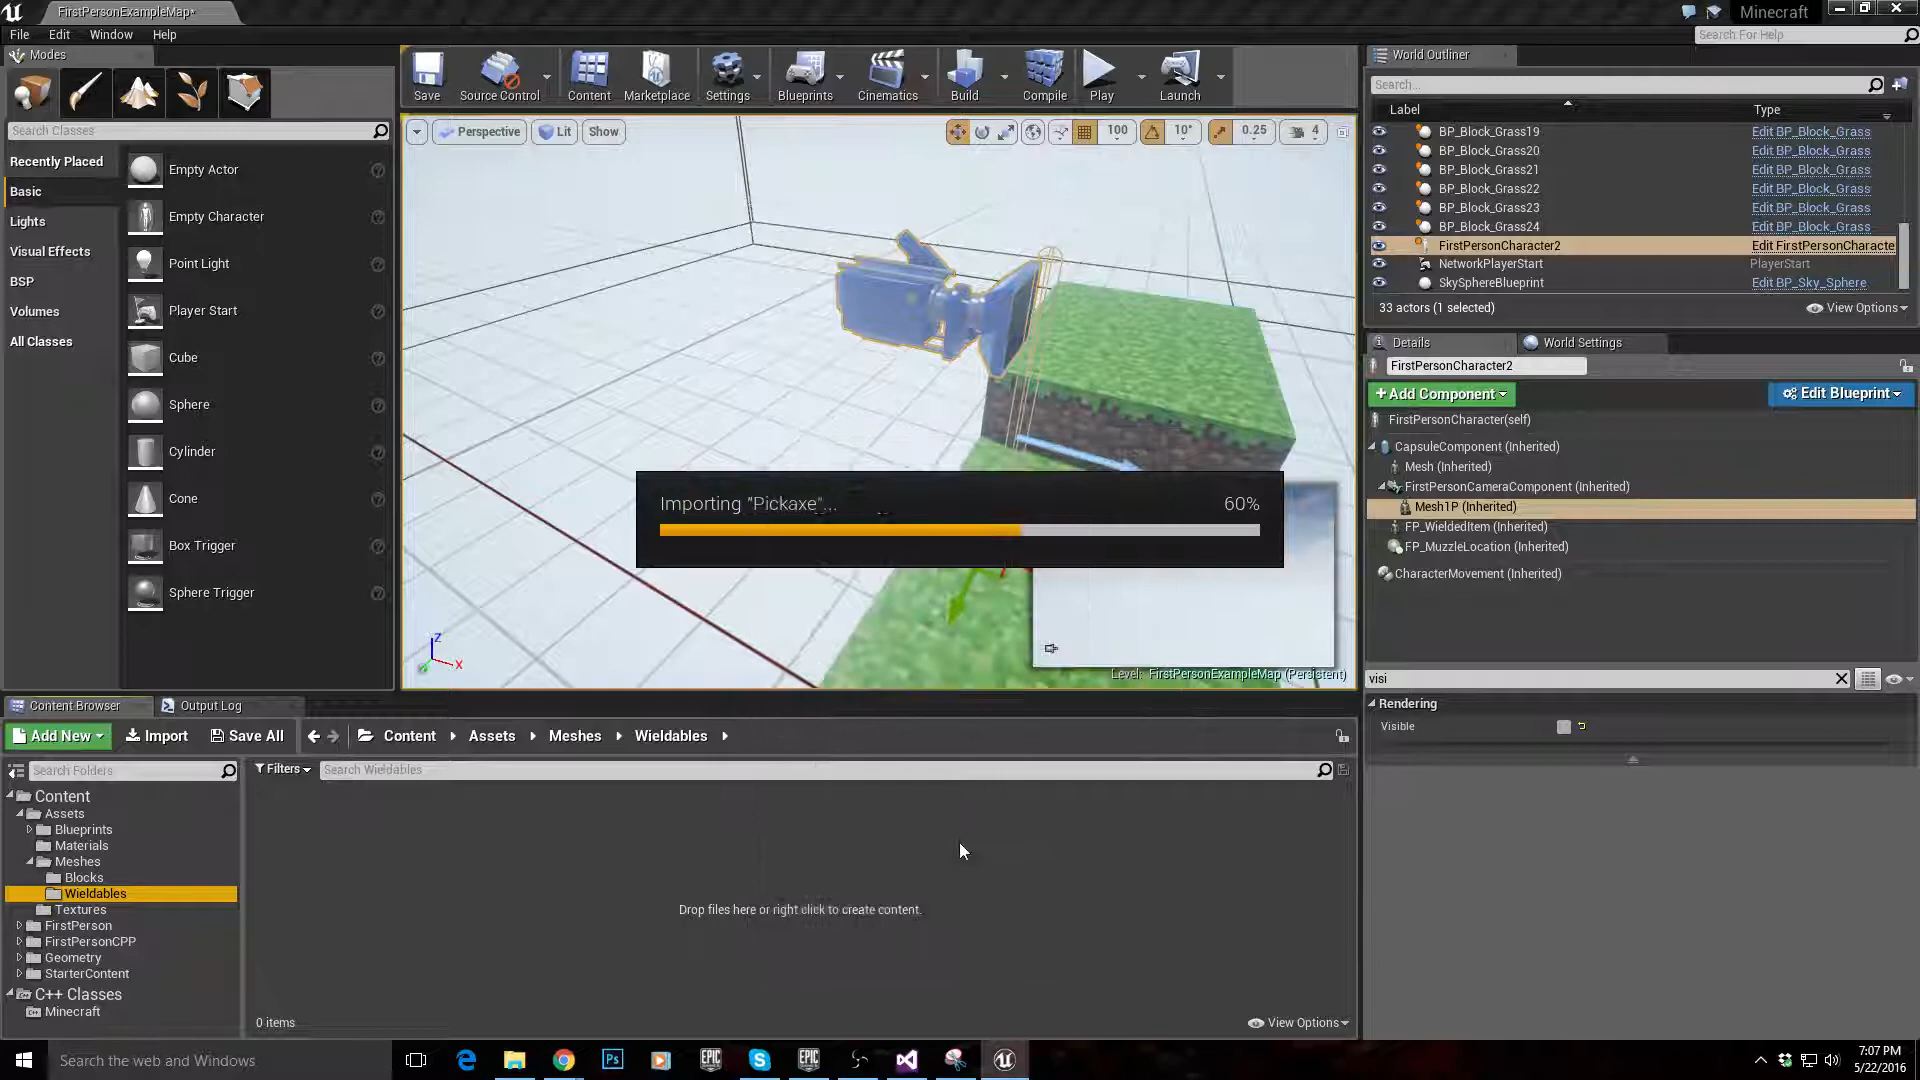 FirstPersonExampleMap*
Minecraft
File Edit Window Help
Search For Help
Modes
Search Classes
Recently Placed
Basic
Lights
Visual Effects
BSP
Volumes
All Classes
Empty Actor
Empty Character
Point Light
Player Start
Cube
Sphere
Cylinder
Cone
Box Trigger
Sphere Trigger
Save Source Control Content Marketplace Settings Blueprints Cinematics Build Compile Play Launch
Perspective Lit Show 100 10° 0.25 4
Importing "Pickaxe"... 60%
Z
X
Level: FirstPersonExampleMap (Persistent)
World Outliner
Search...
Label Type
BP_Block_Grass19 Edit BP_Block_Grass
BP_Block_Grass20 Edit BP_Block_Grass
BP_Block_Grass21 Edit BP_Block_Grass
BP_Block_Grass22 Edit BP_Block_Grass
BP_Block_Grass23 Edit BP_Block_Grass
BP_Block_Grass24 Edit BP_Block_Grass
FirstPersonCharacter2 Edit FirstPersonCharacte
NetworkPlayerStart PlayerStart
SkySphereBlueprint Edit BP_Sky_Sphere
33 actors (1 selected) View Options
Details World Settings
FirstPersonCharacter2
+Add Component Edit Blueprint
FirstPersonCharacter(self)
CapsuleComponent (Inherited)
Mesh (Inherited)
FirstPersonCameraComponent (Inherited)
Mesh1P (Inherited)
FP_WieldedItem (Inherited)
FP_MuzzleLocation (Inherited)
CharacterMovement (Inherited)
visi
Rendering
Visible
Content Browser Output Log
Add New Import Save All Content Assets Meshes Wieldables
Search Folders
Filters Search Wieldables
Content
Assets
Blueprints
Materials
Meshes
Blocks
Wieldables
Textures
FirstPerson
FirstPersonCPP
Geometry
StarterContent
C++ Classes
Minecraft
Drop files here or right click to create content.
0 items View Options
Search the web and Windows
Ps
EPIC GAMES
EPIC GAMES
7:07 PM
5/22/2016